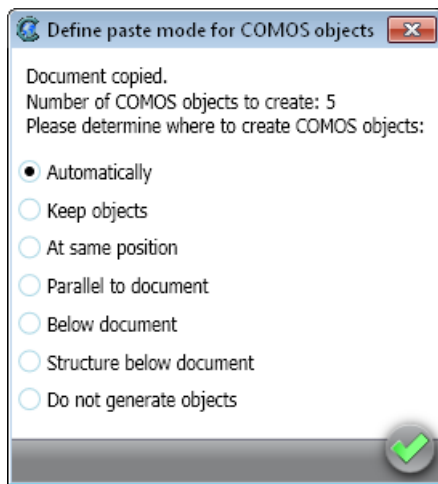 Define paste mode for COMOS objects
Document copied.
Number of COMOS objects to create: 5
Please determine where to create COMOS objects:
Automatically
Keep objects
At same position
Parallel to document
Below document
Structure below document
Do not generate objects